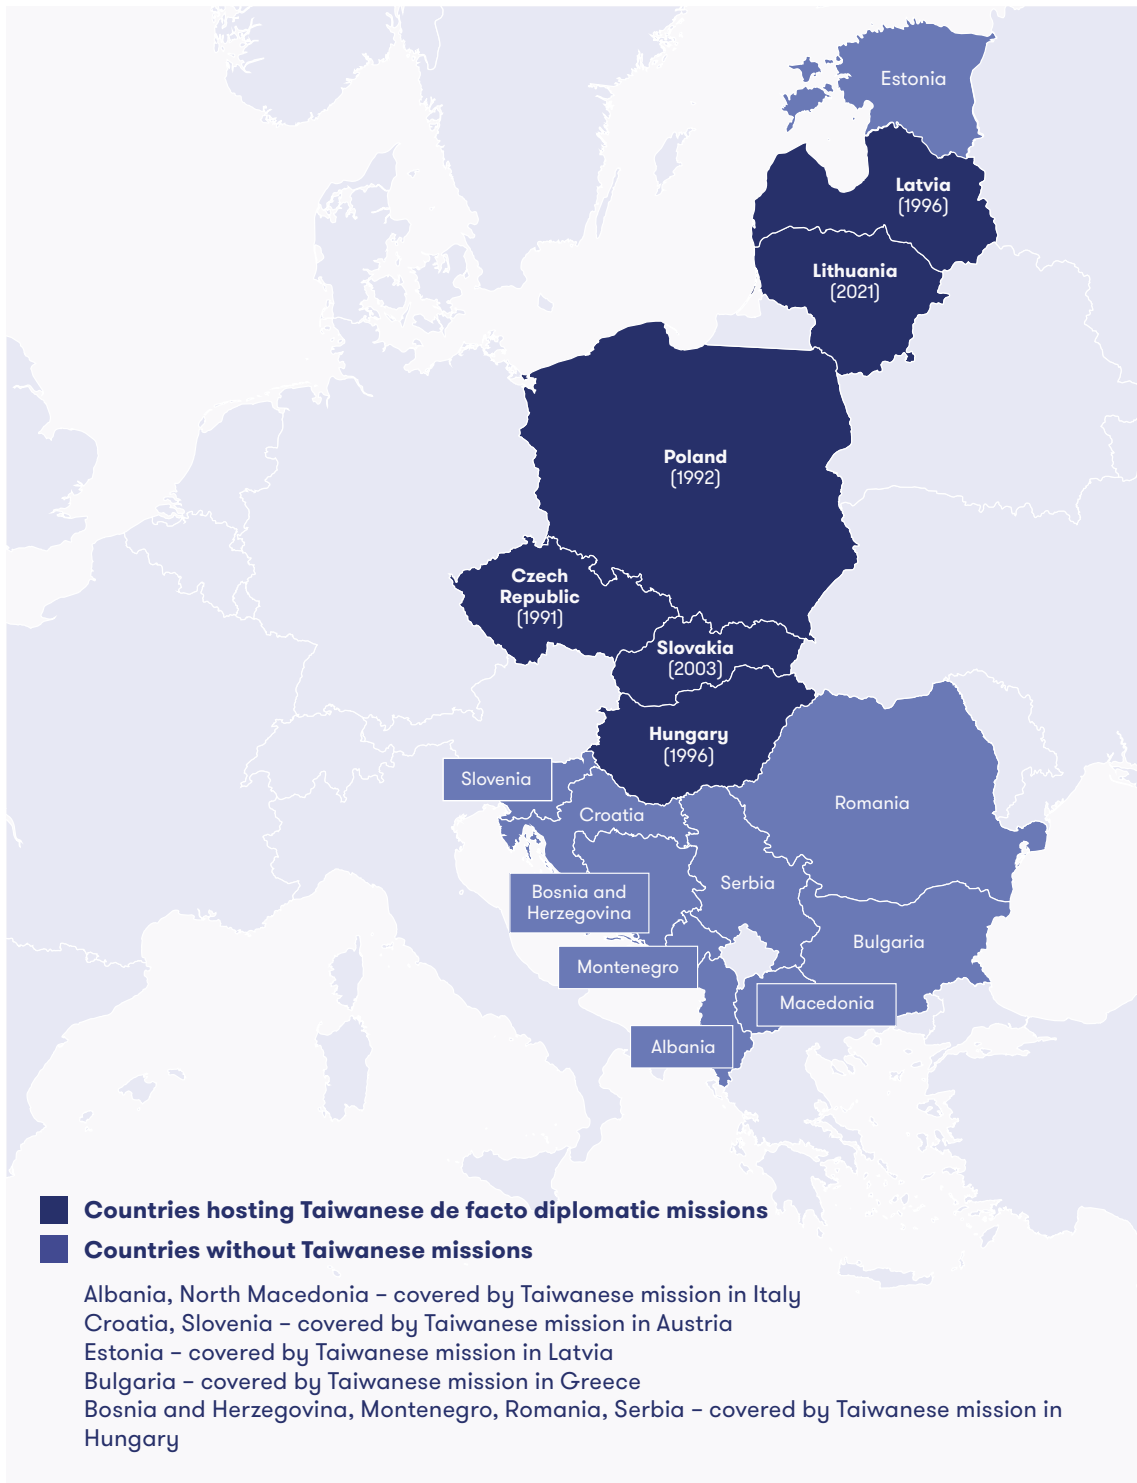 Estonia
Latvia
(1996)
Lithuania
(2021)
Poland
(1992)
Czech
Republic
(1991)
Slovakia
(2003)
Hungary
(1996)
Slovenia
Croatia
Romania
Bosnia and
Herzegovina
Serbia
Bulgaria
Montenegro
Macedonia
Albania
Countries hosting Taiwanese de facto diplomatic missions
Countries without Taiwanese missions
Albania, North Macedonia – covered by Taiwanese mission in Italy
Croatia, Slovenia – covered by Taiwanese mission in Austria
Estonia – covered by Taiwanese mission in Latvia
Bulgaria – covered by Taiwanese mission in Greece
Bosnia and Herzegovina, Montenegro, Romania, Serbia – covered by Taiwanese mission in
Hungary